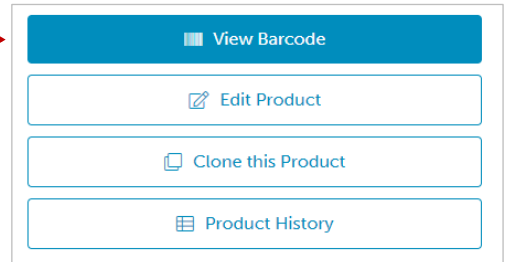 View Barcode
Edit Product
Clone this Product
Product History